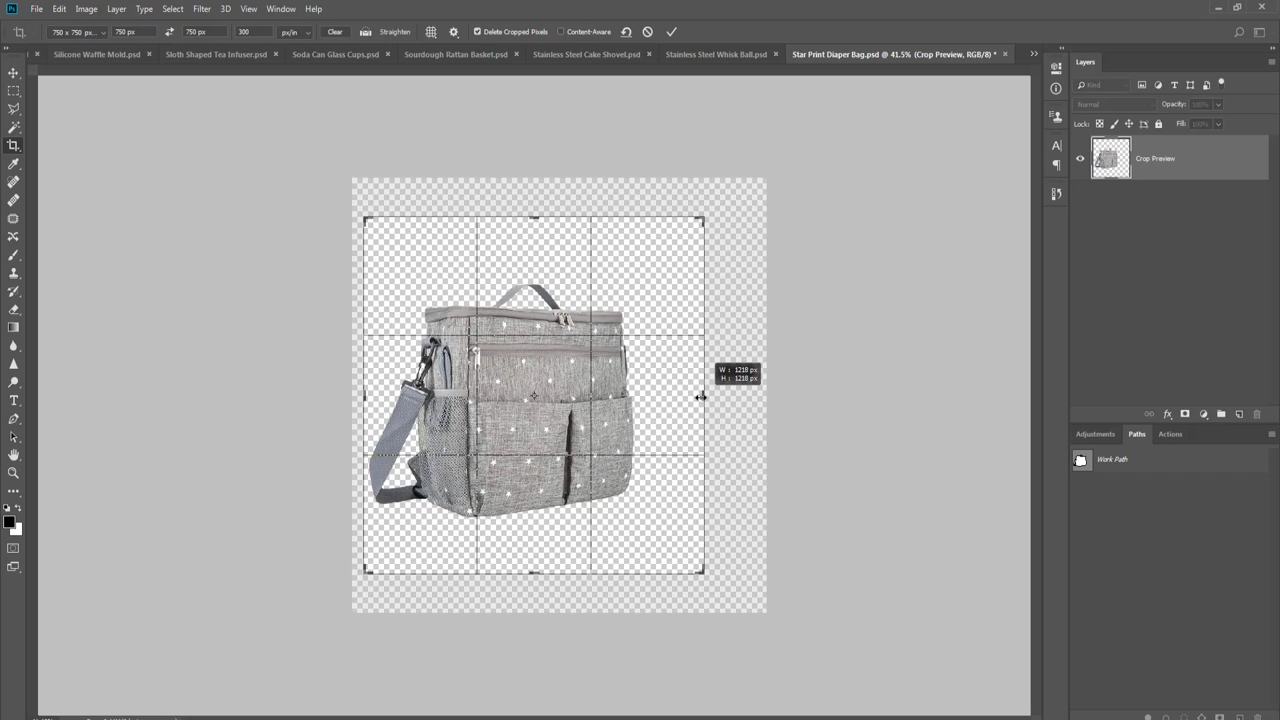 Ps File Edit Image Layer Type Select Filter 3D View Window Help
750 x 750 px... 750 px 750 px 300 px/in Clear Straighten Delete Cropped Pixels Content-Aware
Silicone Waffle Mold.psd Sloth Shaped Tea Infuser.psd Soda Can Glass Cups.psd Sourdough Rattan Basket.psd Stainless Steel Cake Shovel.psd Stainless Steel Whisk Ball.psd Star Print Diaper Bag.psd @ 41.5% (Crop Preview, RGB/8) *
Layers
Kind
Normal Opacity: 100%
Lock: Fill: 100%
Crop Preview
W : 1218 px
H : 1218 px
Adjustments Paths Actions
Work Path